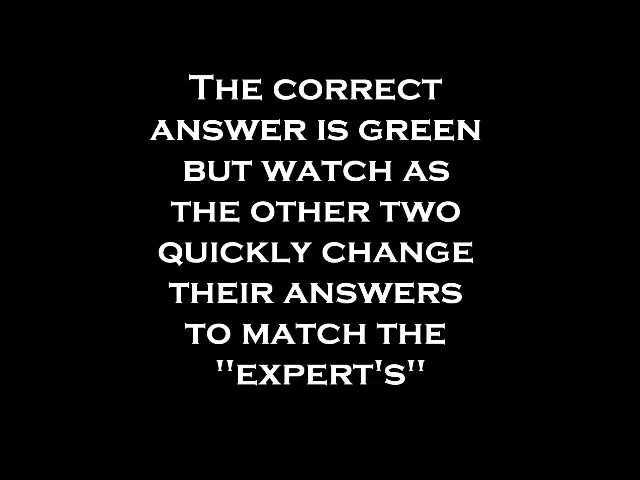 The correct
answer is green
but watch as
the other two
quickly change
their answers
to match the
"expert's"